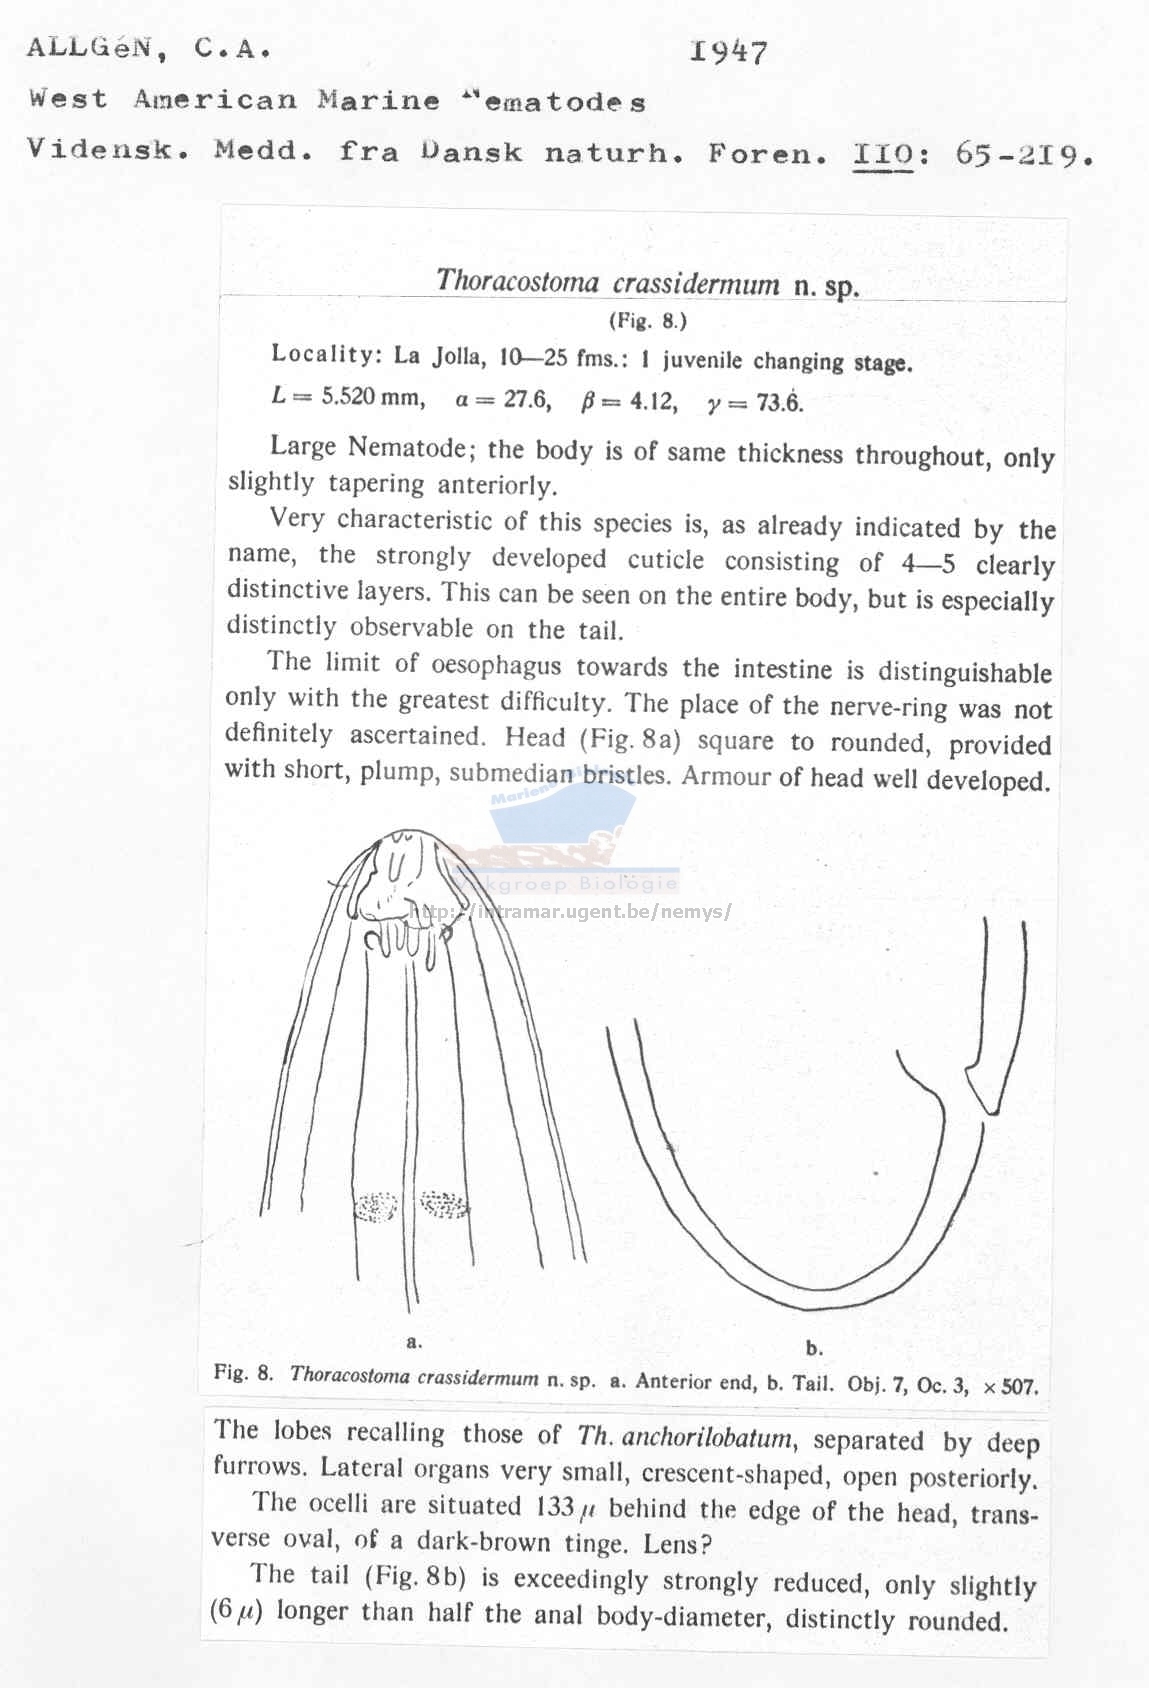 ALLGéN, C.A. 1947
West American Marine Nematodes
Vidensk. Medd. fra Dansk naturh. Foren. IIO: 65-2I9.
Thoracostoma crassidermum n. sp.
(Fig. 8.)
Locality: La Jolla, 10—25 fms.: 1 juvenile changing stage.
L = 5.520 mm, α = 27.6, β = 4.12, γ = 73.6.
Large Nematode; the body is of same thickness throughout, only
slightly tapering anteriorly.
Very characteristic of this species is, as already indicated by the
name, the strongly developed cuticle consisting of 4—5 clearly
distinctive layers. This can be seen on the entire body, but is especially
distinctly observable on the tail.
The limit of oesophagus towards the intestine is distinguishable
only with the greatest difficulty. The place of the nerve-ring was not
definitely ascertained. Head (Fig. 8a) square to rounded, provided
with short, plump, submedian bristles. Armour of head well developed.
Mariene Biologie
Vakgroep Biologie
http://intramar.ugent.be/nemys/
a.
b.
Fig. 8. Thoracostoma crassidermum n. sp. a. Anterior end, b. Tail. Obj. 7, Oc. 3, × 507.
The lobes recalling those of Th. anchorilobatum, separated by deep
furrows. Lateral organs very small, crescent-shaped, open posteriorly.
The ocelli are situated 133 μ behind the edge of the head, trans-
verse oval, of a dark-brown tinge. Lens?
The tail (Fig. 8b) is exceedingly strongly reduced, only slightly
(6 μ) longer than half the anal body-diameter, distinctly rounded.